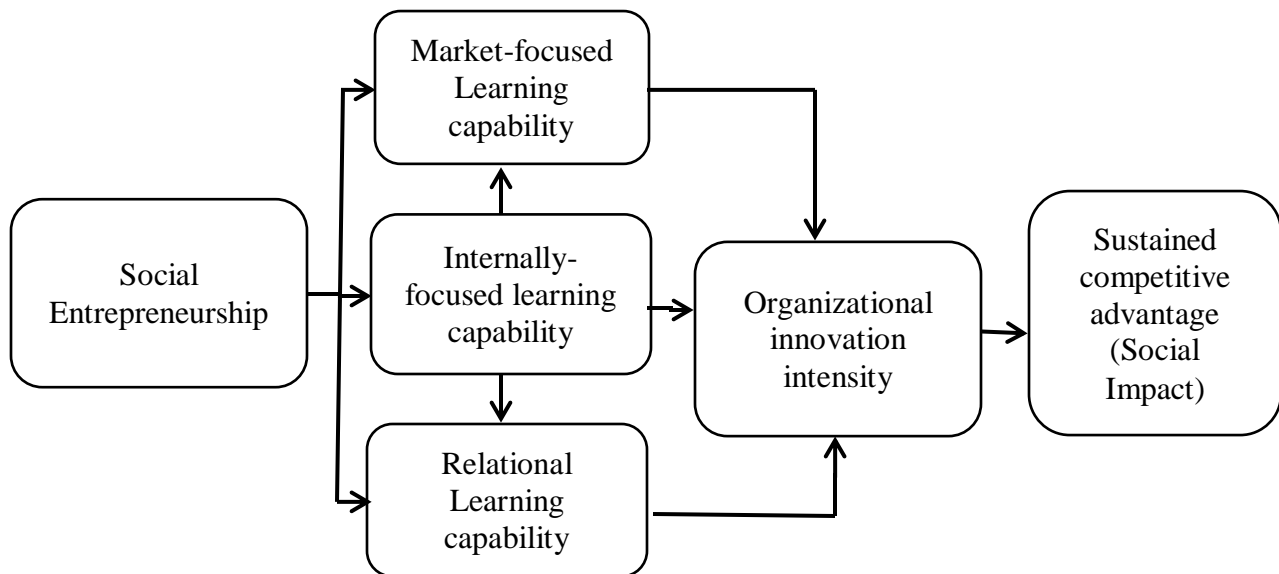 Market-focused
Learning
capability
Social
Entrepreneurship
Internally-
focused learning
capability
Relational
Learning
capability
Organizational
innovation
intensity
Sustained
competitive
advantage
(Social
Impact)